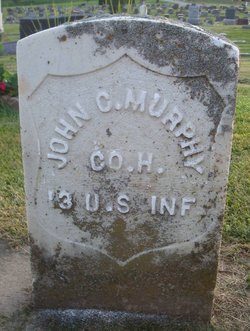 JOHN C. MURPHY
CO. H.
13 U.S INF